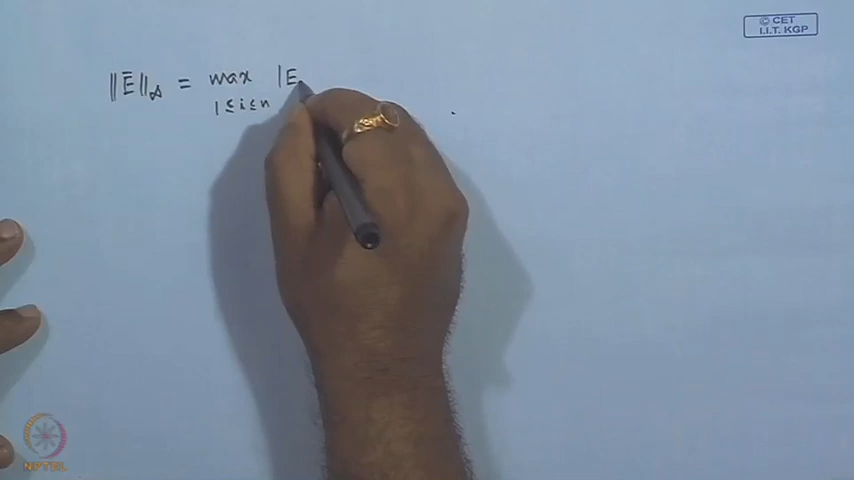 © CET
I.I.T. KGP
‖Ē‖∞ = max |E
1≤i≤n
NPTEL